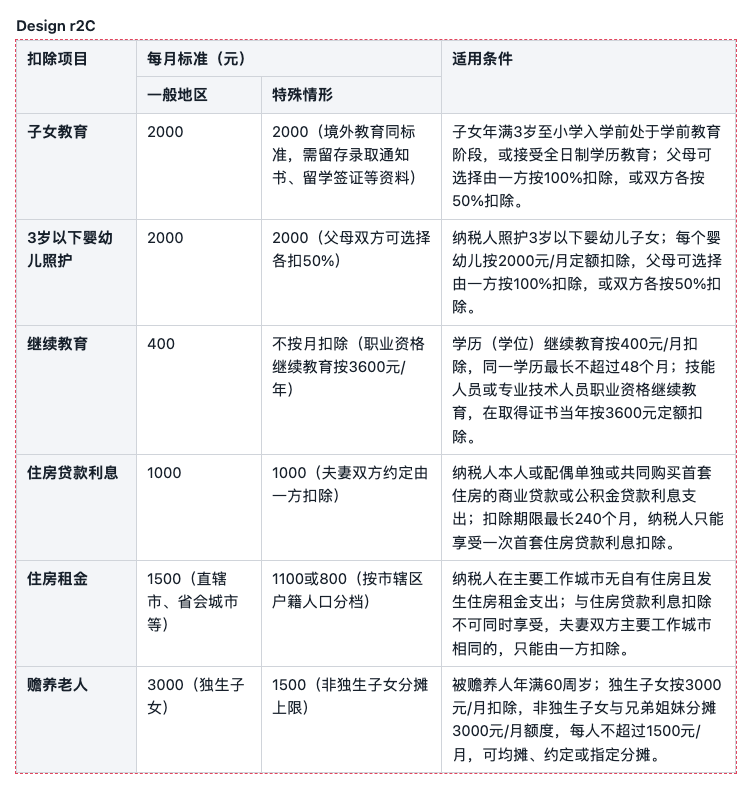 Design r2C
扣除项目
每月标准（元）
适用条件
一般地区
特殊情形
子女教育
2000
2000（境外教育同标
准，需留存录取通知
书、留学签证等资料）
子女年满3岁至小学入学前处于学前教育
阶段，或接受全日制学历教育；父母可
选择由一方按100%扣除，或双方各按
50%扣除。
3岁以下婴幼
儿照护
2000
2000（父母双方可选择
各扣50%）
纳税人照护3岁以下婴幼儿子女；每个婴
幼儿按2000元/月定额扣除，父母可选择
由一方按100%扣除，或双方各按50%扣
除。
继续教育
400
不按月扣除（职业资格
继续教育按3600元/
年）
学历（学位）继续教育按400元/月扣
除，同一学历最长不超过48个月；技能
人员或专业技术人员职业资格继续教
育，在取得证书当年按3600元定额扣
除。
住房贷款利息
1000
1000（夫妻双方约定由
一方扣除）
纳税人本人或配偶单独或共同购买首套
住房的商业贷款或公积金贷款利息支
出；扣除期限最长240个月，纳税人只能
享受一次首套住房贷款利息扣除。
住房租金
1500（直辖
市、省会城市
等）
1100或800（按市辖区
户籍人口分档）
纳税人在主要工作城市无自有住房且发
生住房租金支出；与住房贷款利息扣除
不可同时享受，夫妻双方主要工作城市
相同的，只能由一方扣除。
赡养老人
3000（独生子
女）
1500（非独生子女分摊
上限）
被赡养人年满60周岁；独生子女按3000
元/月扣除，非独生子女与兄弟姐妹分摊
3000元/月额度，每人不超过1500元/
月，可均摊、约定或指定分摊。